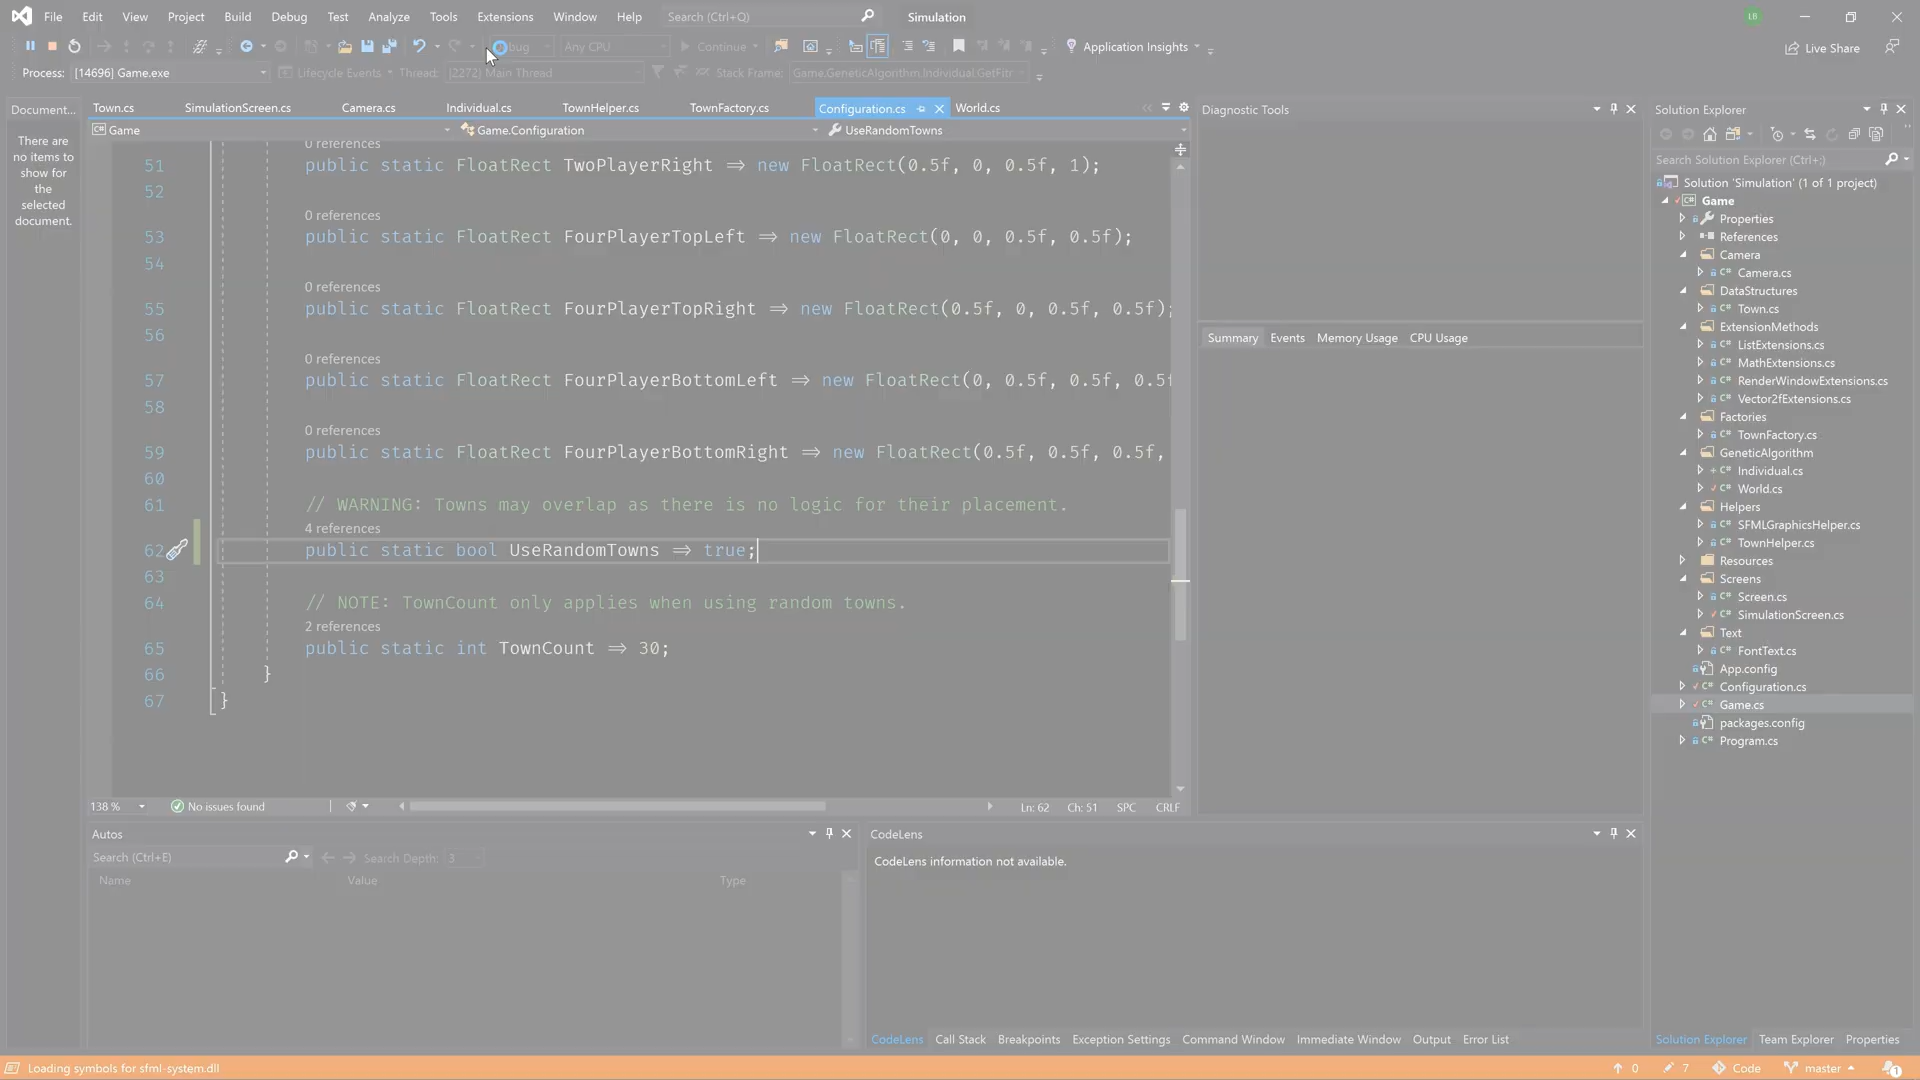 File Edit View Project Build Debug Test Analyze Tools Extensions Window Help Search (Ctrl+Q) Simulation LB
Any CPU Continue Application Insights Live Share
Process: [14696] Game.exe Lifecycle Events Thread: [2272] Main Thread Stack Frame: Game.GeneticAlgorithm.Individual.GetFitr
Document...
There are
no items to
show for
the
selected
document.
Town.cs SimulationScreen.cs Camera.cs Individual.cs TownHelper.cs TownFactory.cs Configuration.cs World.cs
Game Game.Configuration UseRandomTowns
0 references
51 public static FloatRect TwoPlayerRight => new FloatRect(0.5f, 0, 0.5f, 1);
52
0 references
53 public static FloatRect FourPlayerTopLeft => new FloatRect(0, 0, 0.5f, 0.5f);
54
0 references
55 public static FloatRect FourPlayerTopRight => new FloatRect(0.5f, 0, 0.5f, 0.5f);
56
0 references
57 public static FloatRect FourPlayerBottomLeft => new FloatRect(0, 0.5f, 0.5f, 0.5f
58
0 references
59 public static FloatRect FourPlayerBottomRight => new FloatRect(0.5f, 0.5f, 0.5f,
60
61 // WARNING: Towns may overlap as there is no logic for their placement.
4 references
62 public static bool UseRandomTowns => true;
63
64 // NOTE: TownCount only applies when using random towns.
2 references
65 public static int TownCount => 30;
66 }
67 }
138 % No issues found Ln: 62 Ch: 51 SPC CRLF
Autos
Search (Ctrl+E) Search Depth: 3
Name Value Type
CodeLens
CodeLens information not available.
CodeLens Call Stack Breakpoints Exception Settings Command Window Immediate Window Output Error List
Diagnostic Tools
Summary Events Memory Usage CPU Usage
Solution Explorer
Search Solution Explorer (Ctrl+;)
Solution 'Simulation' (1 of 1 project)
Game
Properties
References
Camera
Camera.cs
DataStructures
Town.cs
ExtensionMethods
ListExtensions.cs
MathExtensions.cs
RenderWindowExtensions.cs
Vector2fExtensions.cs
Factories
TownFactory.cs
GeneticAlgorithm
Individual.cs
World.cs
Helpers
SFMLGraphicsHelper.cs
TownHelper.cs
Resources
Screens
Screen.cs
SimulationScreen.cs
Text
FontText.cs
App.config
Configuration.cs
Game.cs
packages.config
Program.cs
Solution Explorer Team Explorer Properties
Loading symbols for sfml-system.dll 0 7 Code master 1